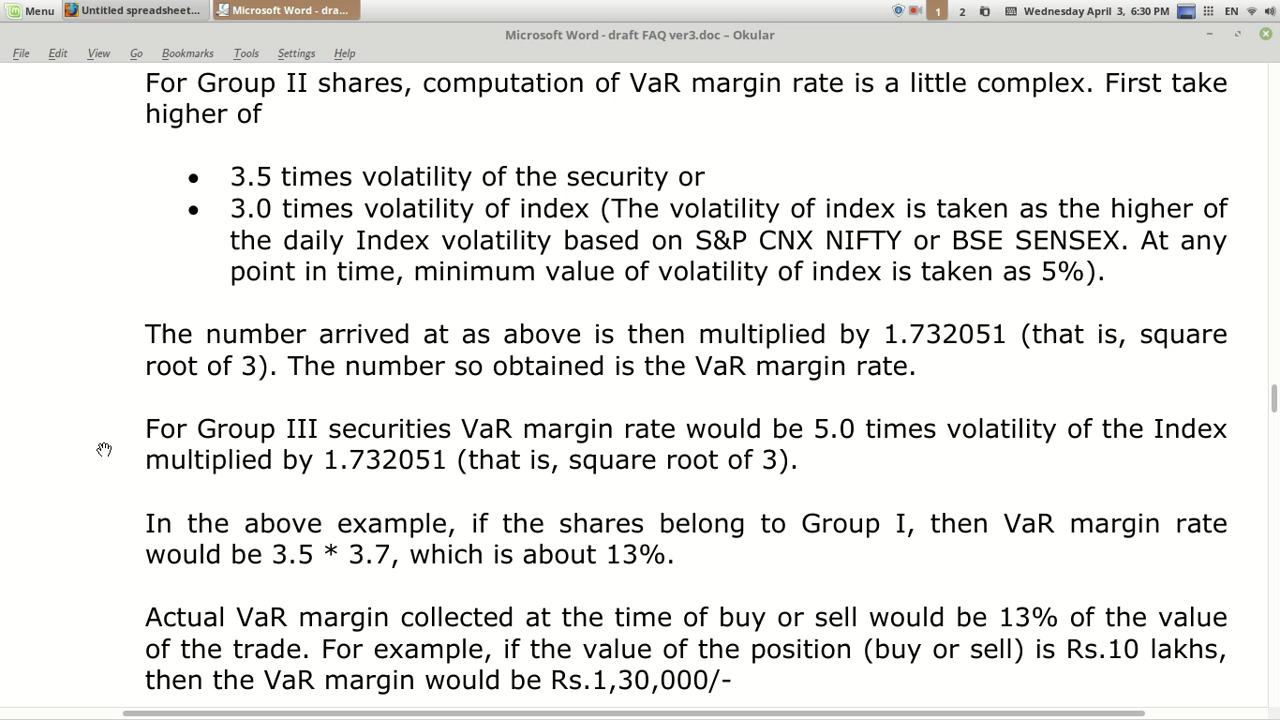 Menu Untitled spreadsheet... Microsoft Word - dra... 1 2 Wednesday April 3, 6:30 PM EN
Microsoft Word - draft FAQ ver3.doc – Okular
File Edit View Go Bookmarks Tools Settings Help
For Group II shares, computation of VaR margin rate is a little complex. First take
higher of
• 3.5 times volatility of the security or
• 3.0 times volatility of index (The volatility of index is taken as the higher of
the daily Index volatility based on S&P CNX NIFTY or BSE SENSEX. At any
point in time, minimum value of volatility of index is taken as 5%).
The number arrived at as above is then multiplied by 1.732051 (that is, square
root of 3). The number so obtained is the VaR margin rate.
For Group III securities VaR margin rate would be 5.0 times volatility of the Index
multiplied by 1.732051 (that is, square root of 3).
In the above example, if the shares belong to Group I, then VaR margin rate
would be 3.5 * 3.7, which is about 13%.
Actual VaR margin collected at the time of buy or sell would be 13% of the value
of the trade. For example, if the value of the position (buy or sell) is Rs.10 lakhs,
then the VaR margin would be Rs.1,30,000/-